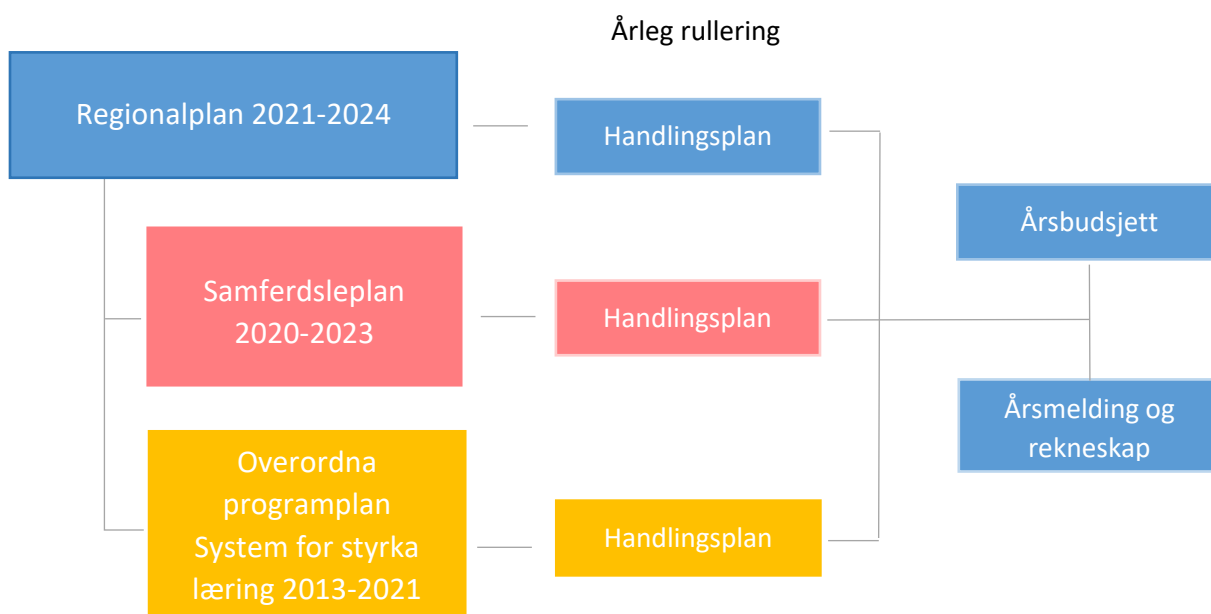 Årleg rullering
Regionalplan 2021-2024
Handlingsplan
Årsbudsjett
Samferdsleplan
2020-2023
Handlingsplan
Årsmelding og
rekneskap
Overordna
programplan
System for styrka
læring 2013-2021
Handlingsplan